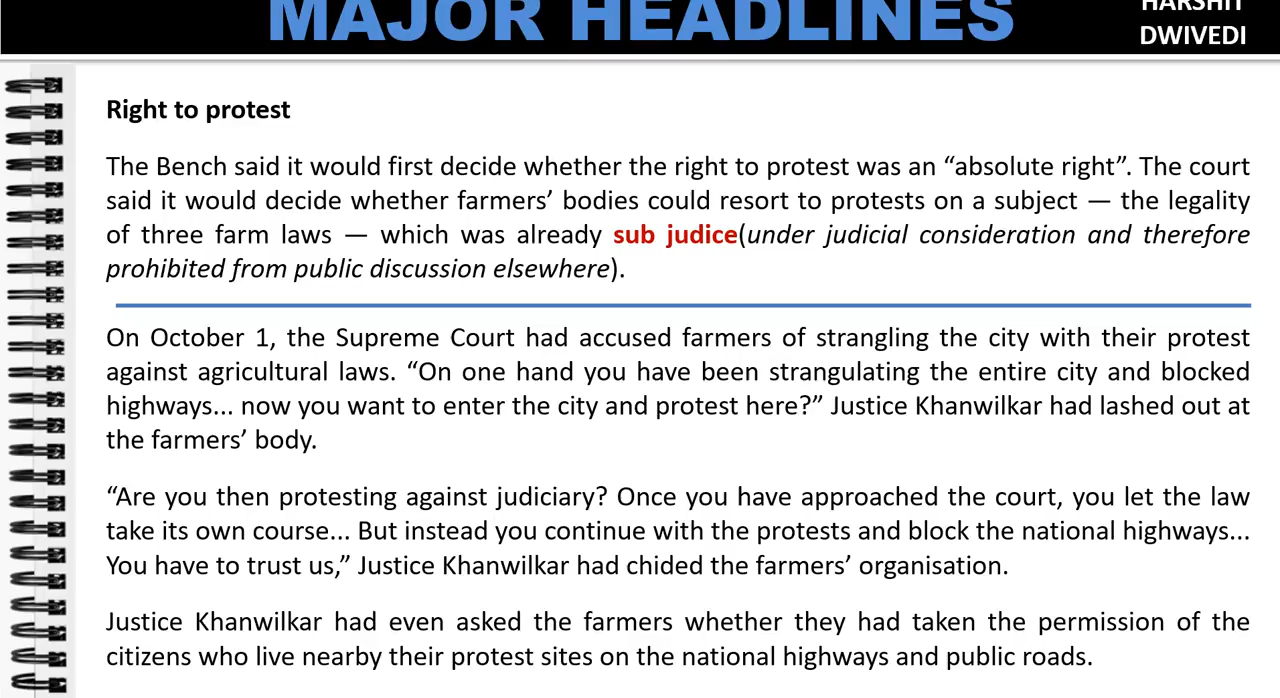 MAJOR HEADLINES
HARSHIT
DWIVEDI
Right to protest
The Bench said it would first decide whether the right to protest was an “absolute right”. The court
said it would decide whether farmers’ bodies could resort to protests on a subject — the legality
of three farm laws — which was already sub judice(under judicial consideration and therefore
prohibited from public discussion elsewhere).
On October 1, the Supreme Court had accused farmers of strangling the city with their protest
against agricultural laws. “On one hand you have been strangulating the entire city and blocked
highways... now you want to enter the city and protest here?” Justice Khanwilkar had lashed out at
the farmers’ body.
“Are you then protesting against judiciary? Once you have approached the court, you let the law
take its own course... But instead you continue with the protests and block the national highways...
You have to trust us,” Justice Khanwilkar had chided the farmers’ organisation.
Justice Khanwilkar had even asked the farmers whether they had taken the permission of the
citizens who live nearby their protest sites on the national highways and public roads.